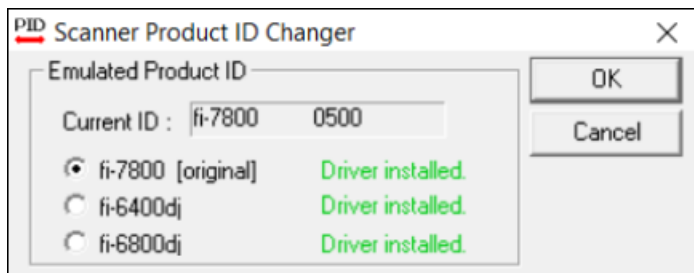 PID Scanner Product ID Changer
Emulated Product ID
Current ID : fi-7800 0500
fi-7800 [original] Driver installed.
fi-6400dj Driver installed.
fi-6800dj Driver installed.
OK
Cancel